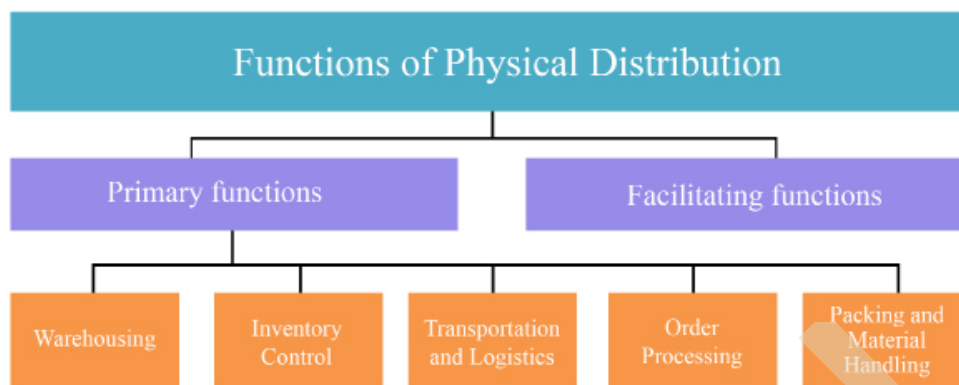 Functions of Physical Distribution
Primary functions
Facilitating functions
Warehousing
Inventory
Control
Transportation
and Logistics
Order
Processing
Packing and
Material
Handling